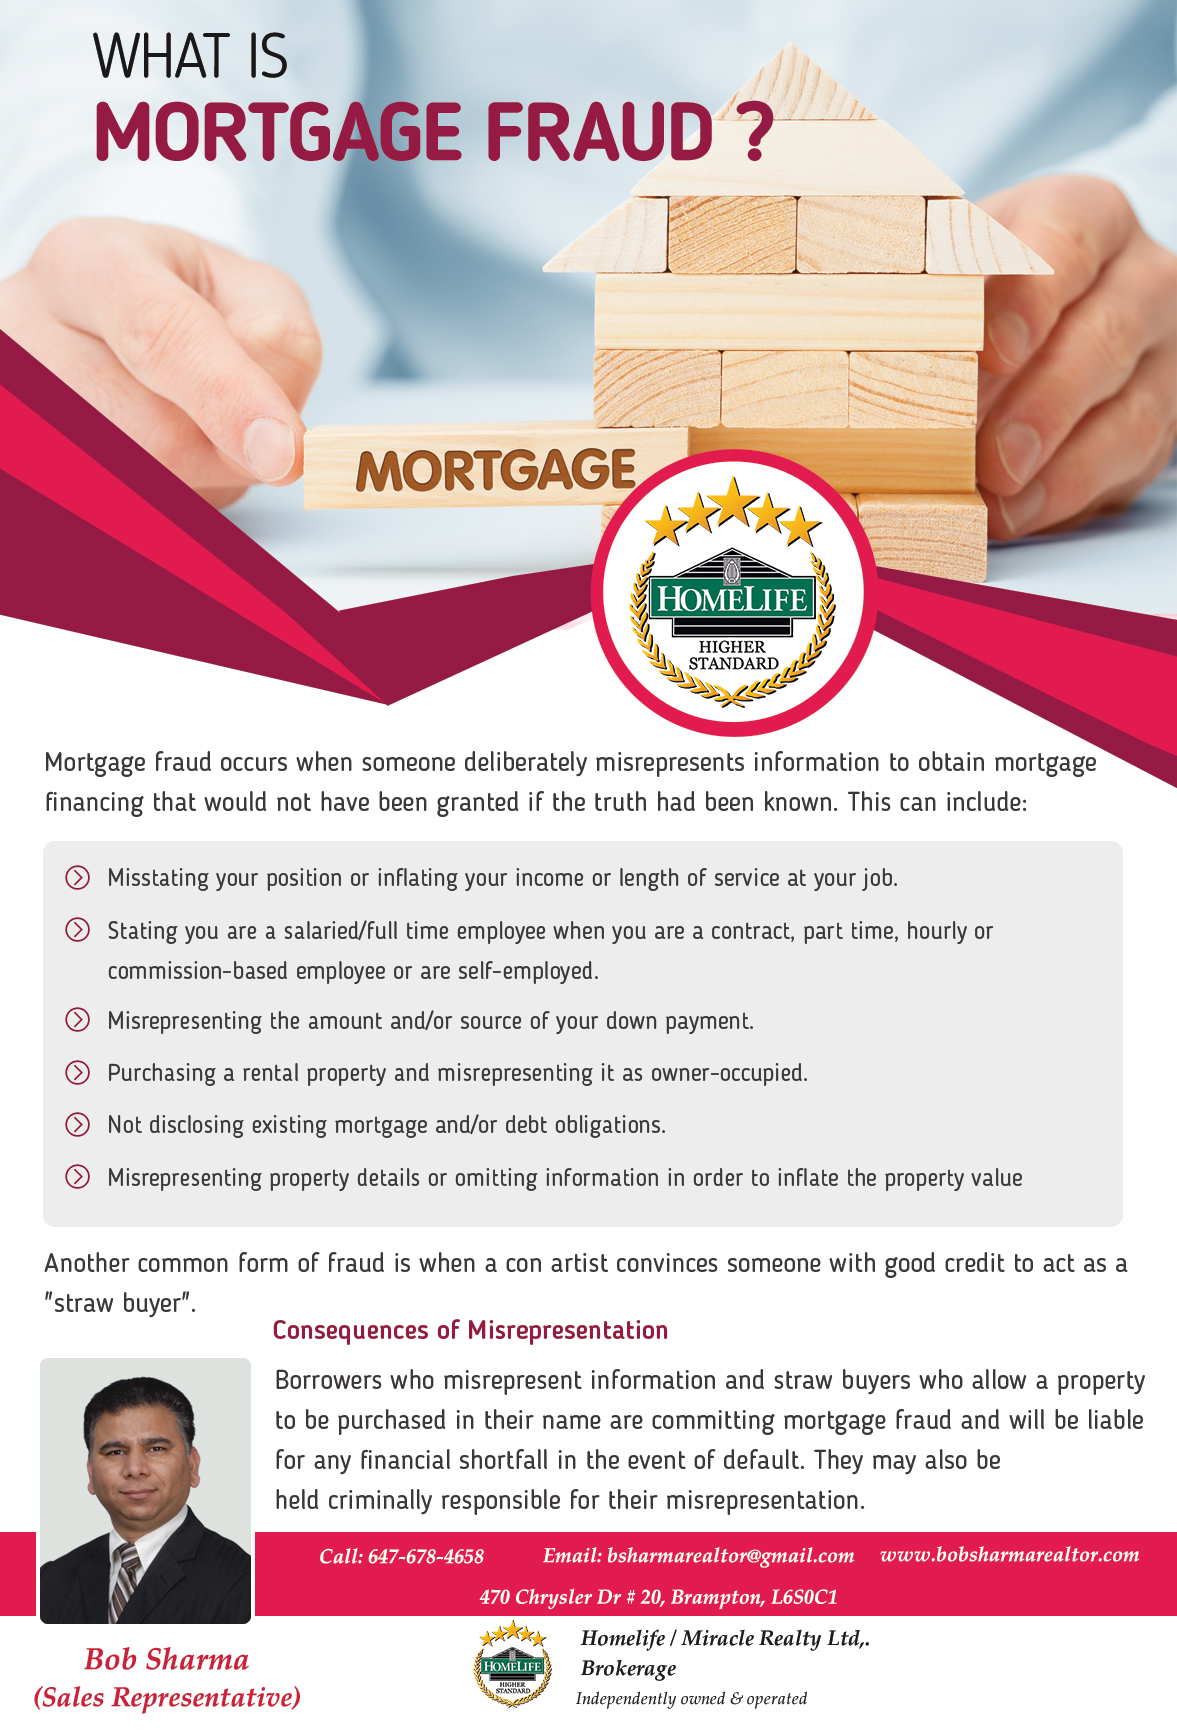 WHAT IS
MORTGAGE FRAUD ?
MORTGAGE
HOMELIFE
HIGHER
STANDARD
Mortgage fraud occurs when someone deliberately misrepresents information to obtain mortgage
financing that would not have been granted if the truth had been known. This can include:
Misstating your position or inflating your income or length of service at your job.
Stating you are a salaried/full time employee when you are a contract, part time, hourly or
commission-based employee or are self-employed.
Misrepresenting the amount and/or source of your down payment.
Purchasing a rental property and misrepresenting it as owner-occupied.
Not disclosing existing mortgage and/or debt obligations.
Misrepresenting property details or omitting information in order to inflate the property value
Another common form of fraud is when a con artist convinces someone with good credit to act as a
"straw buyer".
Consequences of Misrepresentation
Borrowers who misrepresent information and straw buyers who allow a property
to be purchased in their name are committing mortgage fraud and will be liable
for any financial shortfall in the event of default. They may also be
held criminally responsible for their misrepresentation.
Call: 647-678-4658 Email: bsharmarealtor@gmail.com www.bobsharmarealtor.com
470 Chrysler Dr # 20, Brampton, L6S0C1
Bob Sharma
(Sales Representative)
HOMELIFE
HIGHER
STANDARD
Homelife / Miracle Realty Ltd,.
Brokerage
Independently owned & operated